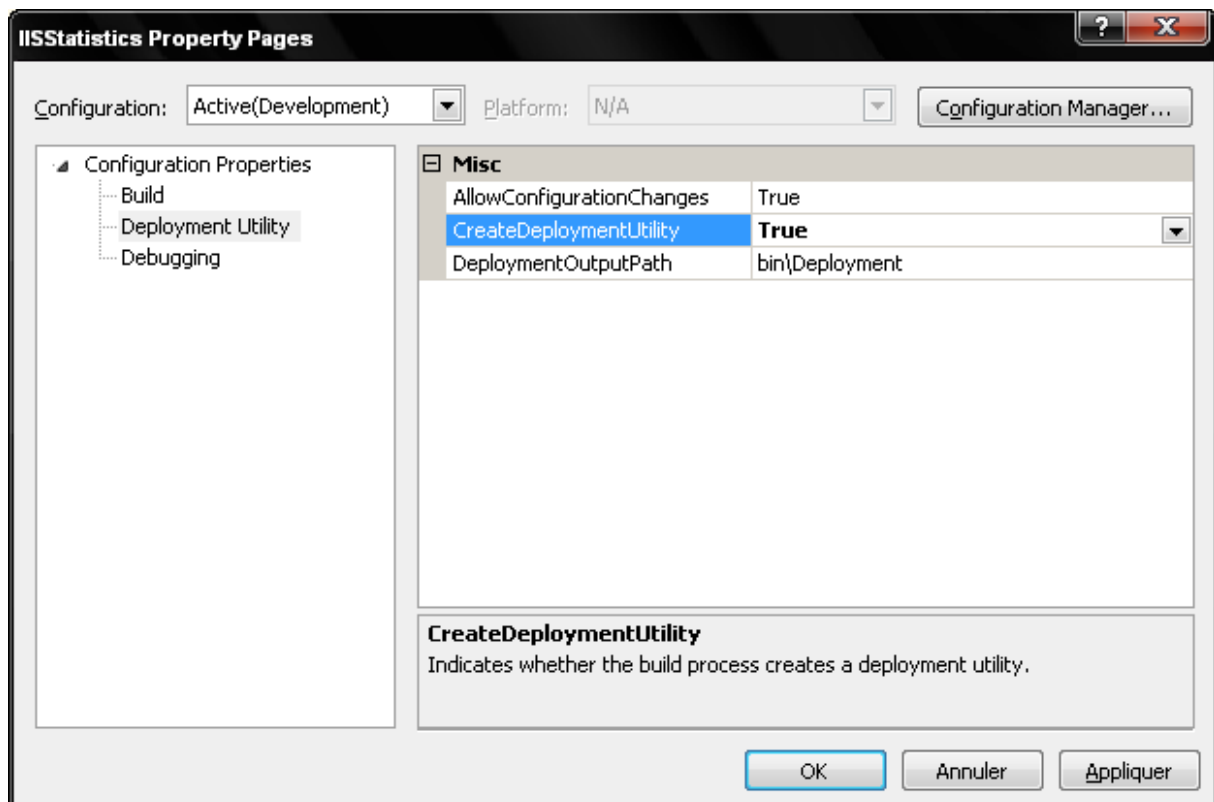 IISStatistics Property Pages
Configuration: Active(Development) Platform: N/A Configuration Manager...
Configuration Properties
Build
Deployment Utility
Debugging
Misc
AllowConfigurationChanges True
CreateDeploymentUtility True
DeploymentOutputPath bin\Deployment
CreateDeploymentUtility
Indicates whether the build process creates a deployment utility.
OK Annuler Appliquer